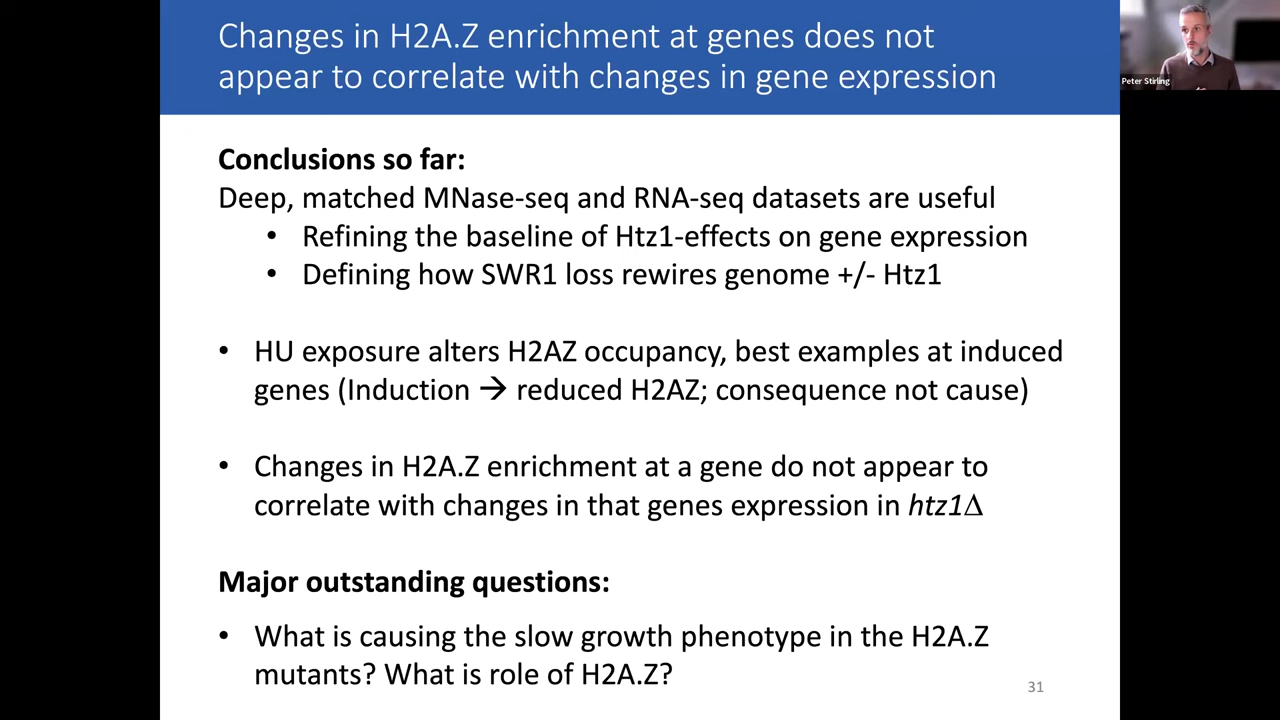 Changes in H2A.Z enrichment at genes does not
appear to correlate with changes in gene expression
Peter Stirling
Conclusions so far:
Deep, matched MNase-seq and RNA-seq datasets are useful
• Refining the baseline of Htz1-effects on gene expression
• Defining how SWR1 loss rewires genome +/- Htz1
• HU exposure alters H2AZ occupancy, best examples at induced
genes (Induction → reduced H2AZ; consequence not cause)
• Changes in H2A.Z enrichment at a gene do not appear to
correlate with changes in that genes expression in htz1Δ
Major outstanding questions:
• What is causing the slow growth phenotype in the H2A.Z
mutants? What is role of H2A.Z?
31